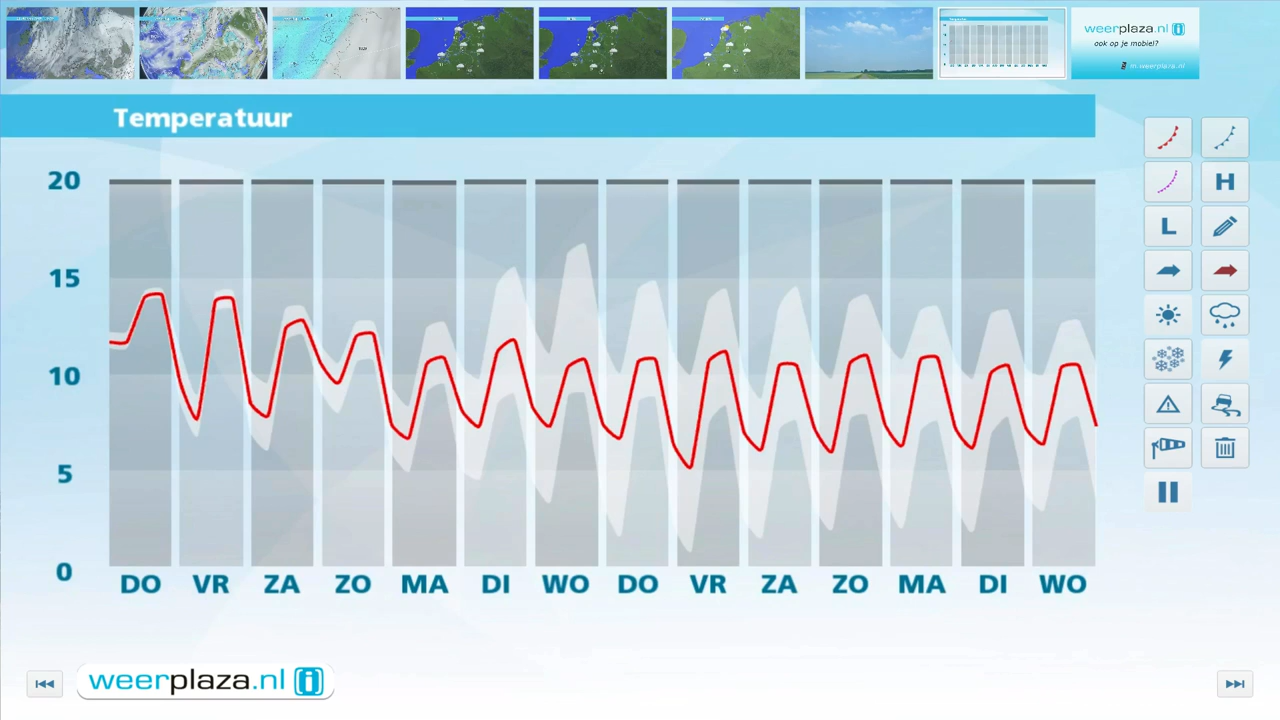 weerplaza.nl
ook op je mobiel?
m.weerplaza.nl
Temperatuur
20
15
10
5
0
DO VR ZA ZO MA DI WO DO VR ZA ZO MA DI WO
H
L
weerplaza.nl